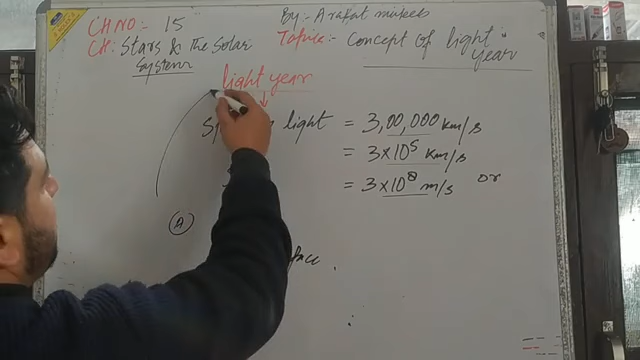 CH NO:- 15
By:- Arafat
CH: Stars & The Solar System
Topic:- Concept Of light year
light year
light = 3,00,000 km/s
= 3×10⁵ Km/s
= 3×10⁸ m/s or
(A)